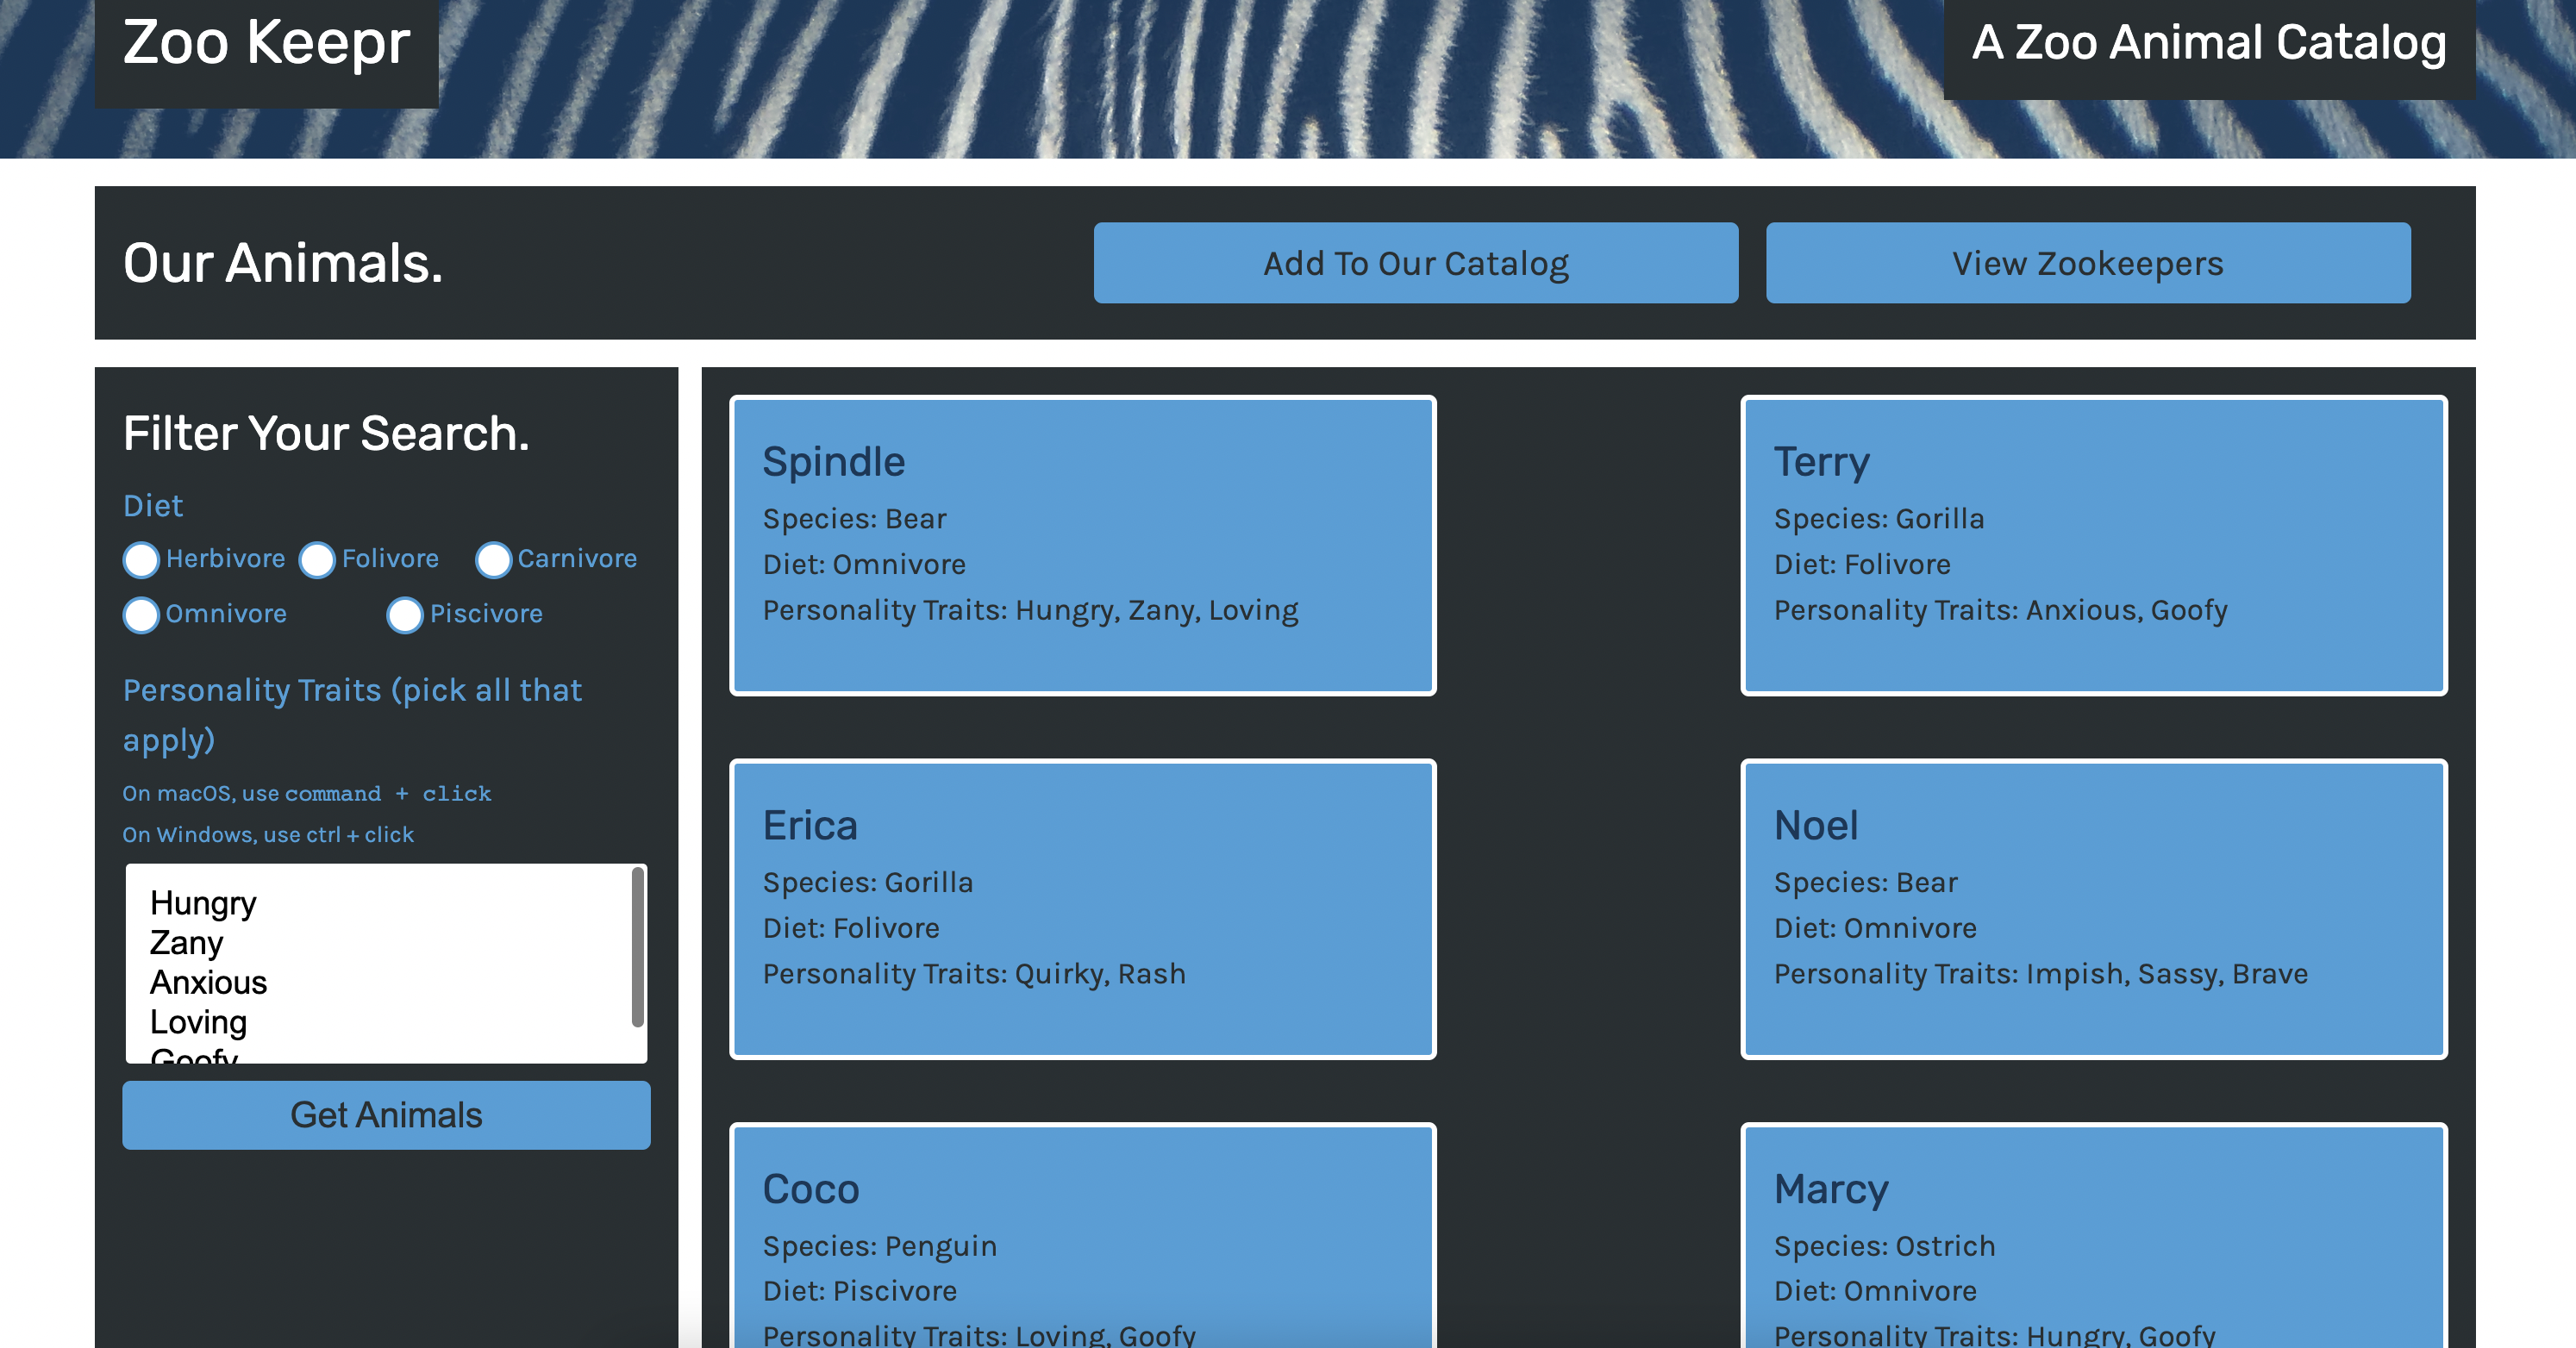 Zoo Keepr
A Zoo Animal Catalog
Our Animals.
Add To Our Catalog
View Zookeepers
Filter Your Search.
Diet
Herbivore
Folivore
Carnivore
Omnivore
Piscivore
Personality Traits (pick all that
apply)
On macOS, use command + click
On Windows, use ctrl + click
Hungry
Zany
Anxious
Loving
Goofy
Get Animals
Spindle
Species: Bear
Diet: Omnivore
Personality Traits: Hungry, Zany, Loving
Terry
Species: Gorilla
Diet: Folivore
Personality Traits: Anxious, Goofy
Erica
Species: Gorilla
Diet: Folivore
Personality Traits: Quirky, Rash
Noel
Species: Bear
Diet: Omnivore
Personality Traits: Impish, Sassy, Brave
Coco
Species: Penguin
Diet: Piscivore
Personality Traits: Loving, Goofy
Marcy
Species: Ostrich
Diet: Omnivore
Personality Traits: Hungry, Goofy